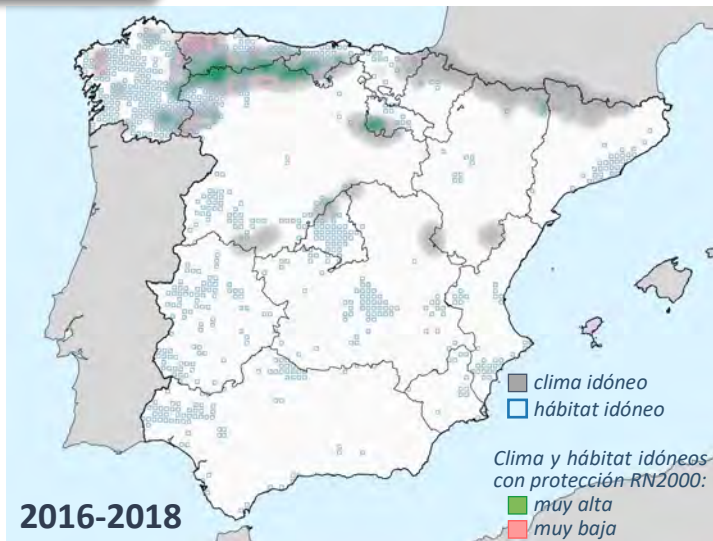 clima idóneo
hábitat idóneo
Clima y hábitat idóneos
con protección RN2000:
muy alta
muy baja
2016-2018